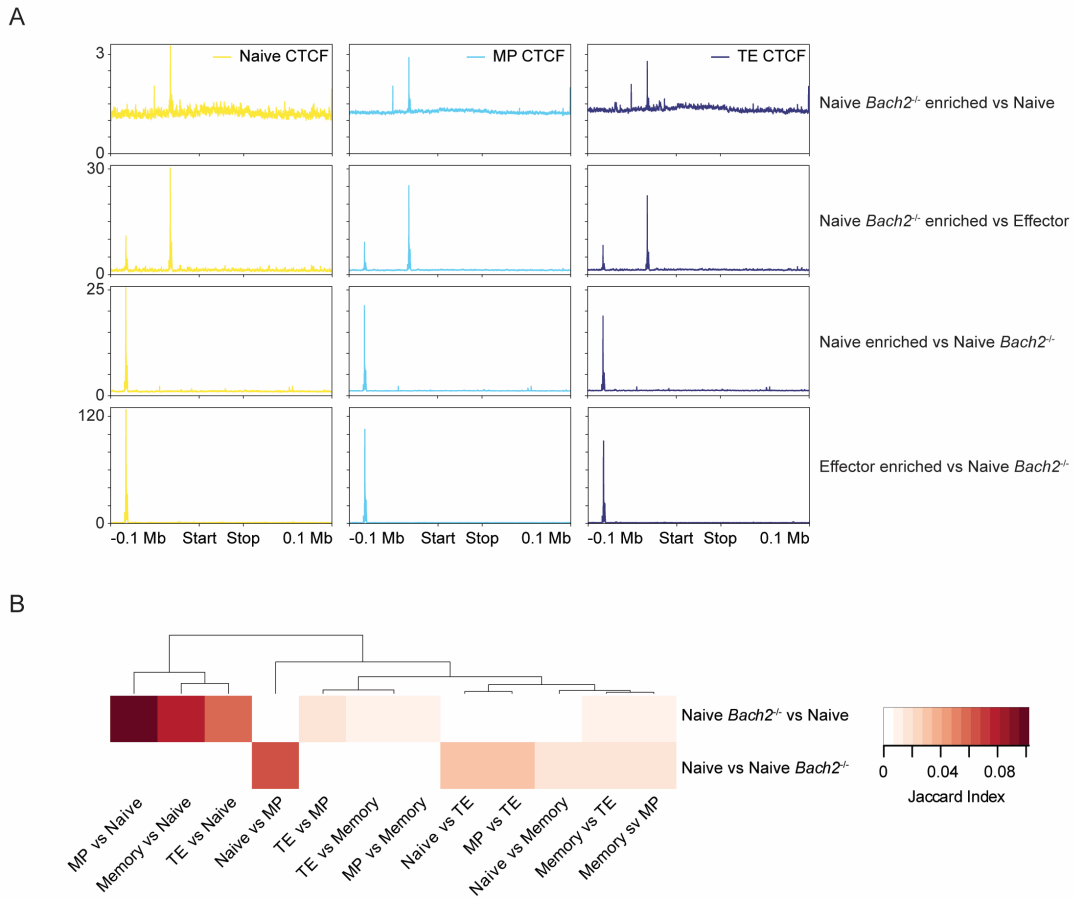 A
3
0
Naive CTCF
MP CTCF
TE CTCF
Naive Bach2-/- enriched vs Naive
30
0
Naive Bach2-/- enriched vs Effector
25
0
Naive enriched vs Naive Bach2-/-
120
0
Effector enriched vs Naive Bach2-/-
-0.1 Mb Start Stop 0.1 Mb
-0.1 Mb Start Stop 0.1 Mb
-0.1 Mb Start Stop 0.1 Mb
B
Naive Bach2-/- vs Naive
Naive vs Naive Bach2-/-
MP vs Naive
Memory vs Naive
TE vs Naive
Naive vs MP
TE vs MP
TE vs Memory
MP vs Memory
Naive vs TE
MP vs TE
Naive vs Memory
Memory vs TE
Memory sv MP
0 0.04 0.08
Jaccard Index